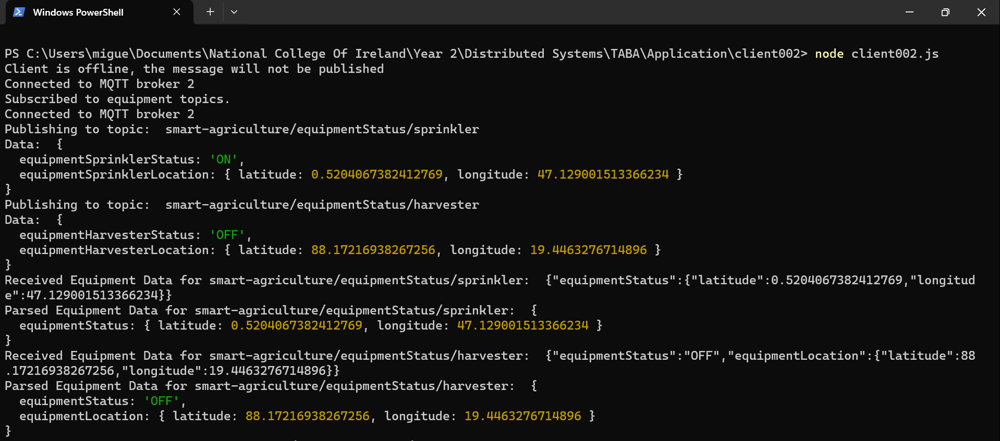 Windows PowerShell
PS C:\Users\migue\Documents\National College Of Ireland\Year 2\Distributed Systems\TABA\Application\client002> node client002.js
Client is offline, the message will not be published
Connected to MQTT broker 2
Subscribed to equipment topics.
Connected to MQTT broker 2
Publishing to topic:  smart-agriculture/equipmentStatus/sprinkler
Data:  {
  equipmentSprinklerStatus: 'ON',
  equipmentSprinklerLocation: { latitude: 0.5204067382412769, longitude: 47.129001513366234 }
}
Publishing to topic:  smart-agriculture/equipmentStatus/harvester
Data:  {
  equipmentHarvesterStatus: 'OFF',
  equipmentHarvesterLocation: { latitude: 88.17216938267256, longitude: 19.4463276714896 }
}
Received Equipment Data for smart-agriculture/equipmentStatus/sprinkler:  {"equipmentStatus":{"latitude":0.5204067382412769,"longitud
e":47.129001513366234}}
Parsed Equipment Data for smart-agriculture/equipmentStatus/sprinkler:  {
  equipmentStatus: { latitude: 0.5204067382412769, longitude: 47.129001513366234 }
}
Received Equipment Data for smart-agriculture/equipmentStatus/harvester:  {"equipmentStatus":"OFF","equipmentLocation":{"latitude":88
.17216938267256,"longitude":19.4463276714896}}
Parsed Equipment Data for smart-agriculture/equipmentStatus/harvester:  {
  equipmentStatus: 'OFF',
  equipmentLocation: { latitude: 88.17216938267256, longitude: 19.4463276714896 }
}